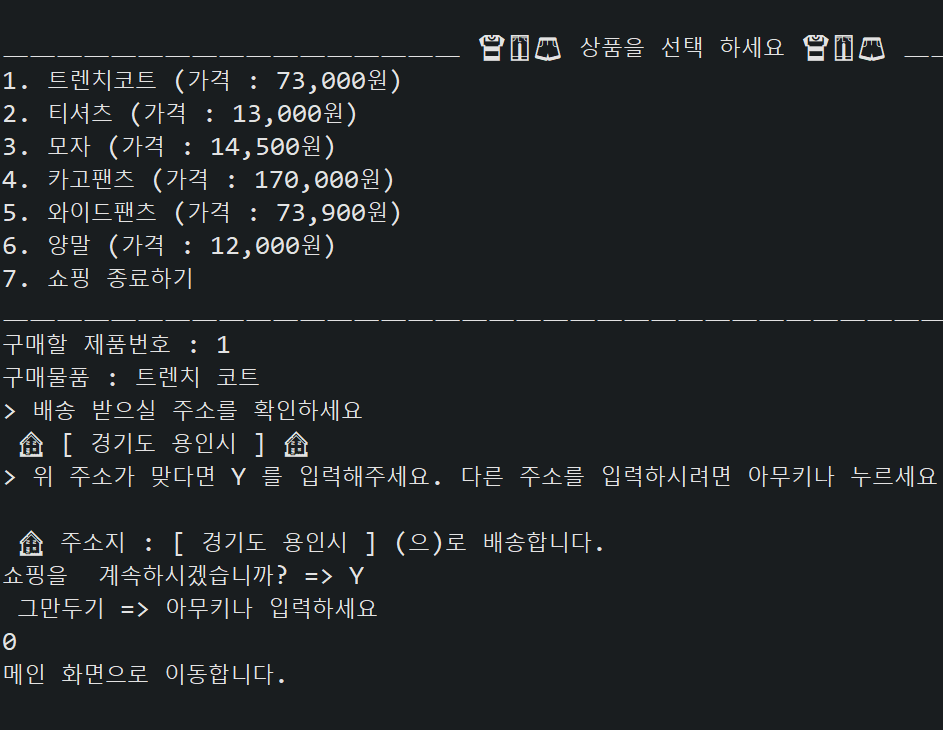 _________________ 👚👖🩳 상품을 선택 하세요 👚👖🩳 __
1. 트렌치코트 (가격 : 73,000원)
2. 티셔츠 (가격 : 13,000원)
3. 모자 (가격 : 14,500원)
4. 카고팬츠 (가격 : 170,000원)
5. 와이드팬츠 (가격 : 73,900원)
6. 양말 (가격 : 12,000원)
7. 쇼핑 종료하기
___________________________________
구매할 제품번호 : 1
구매물품 : 트렌치 코트
> 배송 받으실 주소를 확인하세요
🏠 [ 경기도 용인시 ] 🏠
> 위 주소가 맞다면 Y 를 입력해주세요. 다른 주소를 입력하시려면 아무키나 누르세요
🏠 주소지 : [ 경기도 용인시 ] (으)로 배송합니다.
쇼핑을  계속하시겠습니까? => Y
그만두기 => 아무키나 입력하세요
0
메인 화면으로 이동합니다.